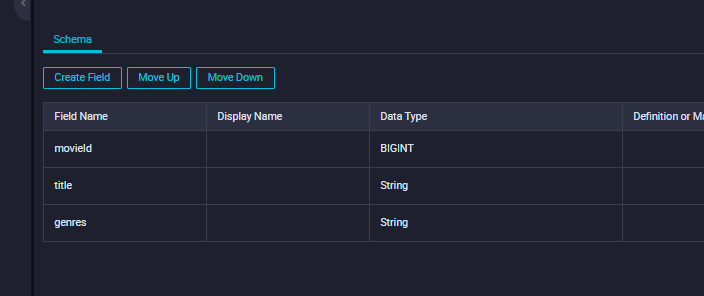 Schema
Create Field Move Up Move Down
Field Name Display Name Data Type Definition or Ma
movieId BIGINT
title String
genres String